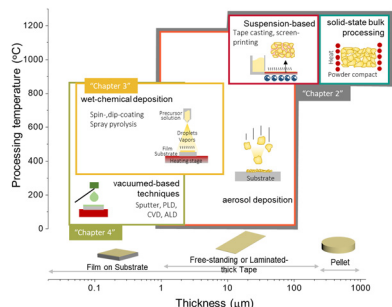 Processing temperature (°C)
1200
1000
800
600
400
200
0
Suspension-based
Tape casting, screen-
printing
solid-state bulk
processing
Heat
Powder compact
"Chapter 2"
"Chapter 3"
wet-chemical deposition
Spin-,dip-coating
Spray pyrolysis
Precursor
solution
Droplets
Vapors
Film
Substrate
Heating stage
vacuumed-based
techniques
Sputter, PLD,
CVD, ALD
"Chapter 4"
Substrate
aerosol deposition
Film on Substrate
Free-standing or Laminated-
thick Tape
Pellet
0.1
1
10
100
1000
Thickness (μm)